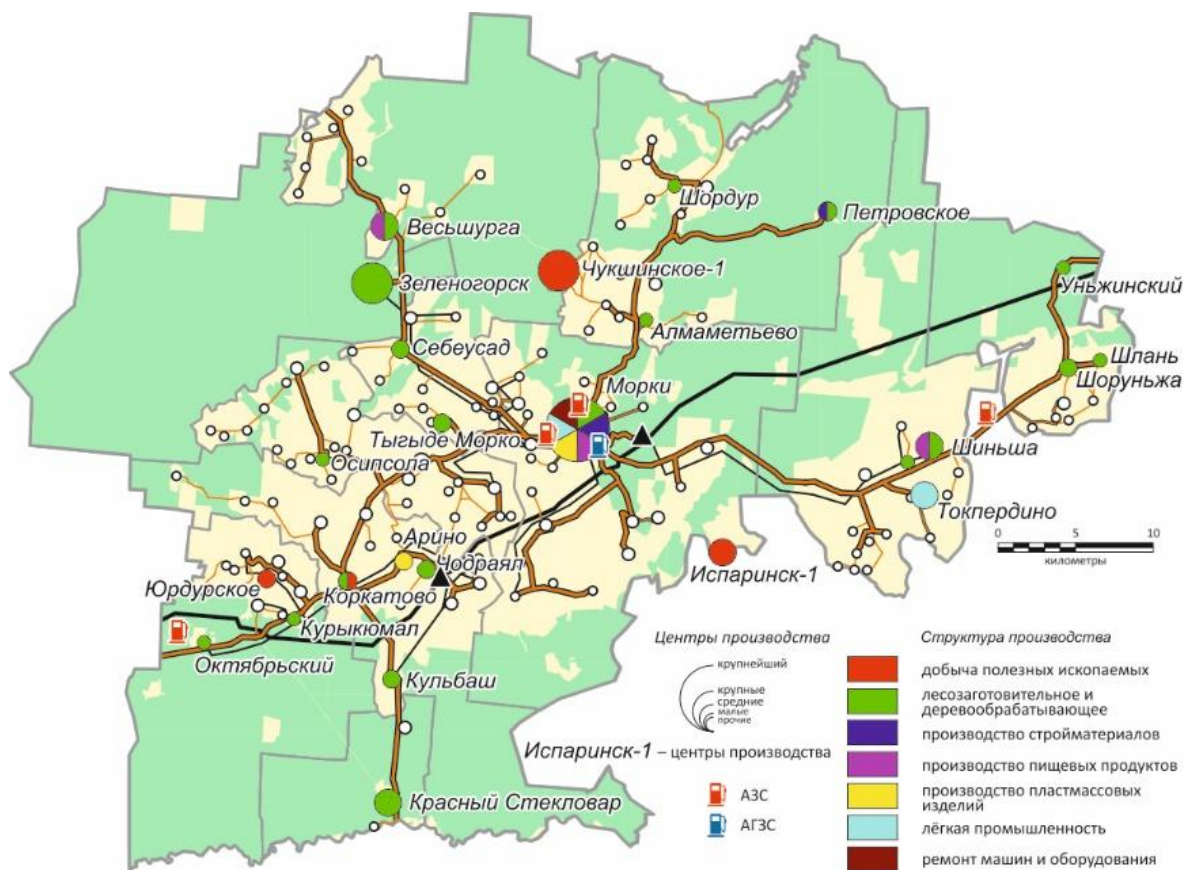 Шордур
Петровское
Весьшурга
Чукшинское-1
Зеленогорск
Уньжинский
Алмаметьево
Себеусад
Шлань
Шоруньжа
Морки
Тыгыде Морко
Шиньша
Осипсола
Токпердино
0 5 10
километры
Арино
Чодраял
Испаринск-1
Юрдурское
Коркатово
Курыкюмал
Октябрьский
Кульбаш
Красный Стекловар
Центры производства
крупнейший
крупные
средние
малые
прочие
Испаринск-1 – центры производства
АЗС
АГЗС
Структура производства
добыча полезных ископаемых
лесозаготовительное и
деревообрабатывающее
производство стройматериалов
производство пищевых продуктов
производство пластмассовых
изделий
лёгкая промышленность
ремонт машин и оборудования